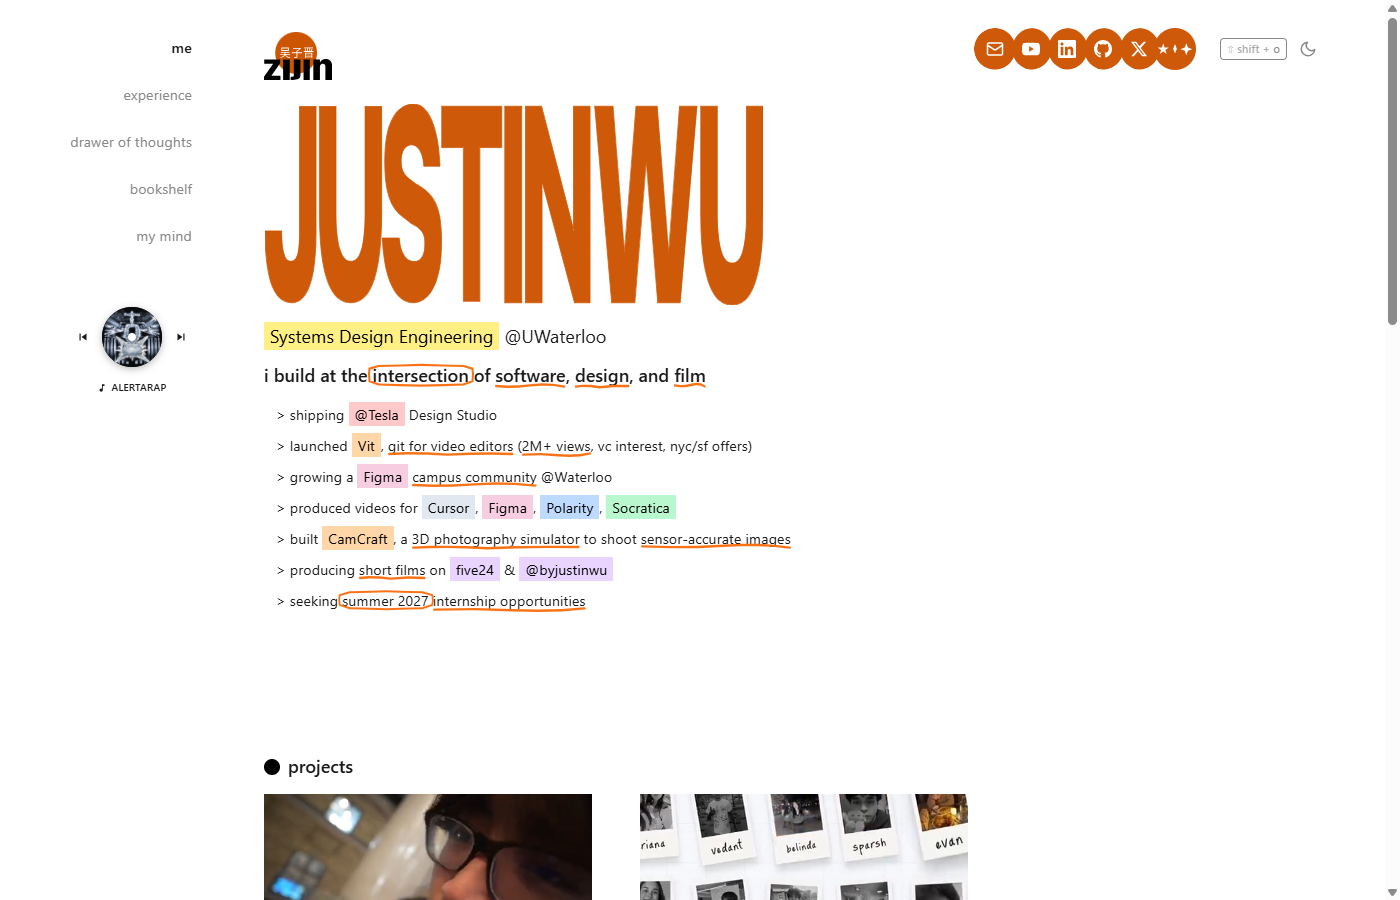 me
experience
drawer of thoughts
bookshelf
my mind
ALERTARAP
吴子晋
zijin
shift + o
JUSTINWU
Systems Design Engineering @UWaterloo
i build at the intersection of software, design, and film
> shipping @Tesla Design Studio
> launched Vit, git for video editors (2M+ views, vc interest, nyc/sf offers)
> growing a Figma campus community @Waterloo
> produced videos for Cursor, Figma, Polarity, Socratica
> built CamCraft, a 3D photography simulator to shoot sensor-accurate images
> producing short films on five24 & @byjustinwu
> seeking summer 2027 internship opportunities
projects
riana vedant belinda sparsh evan